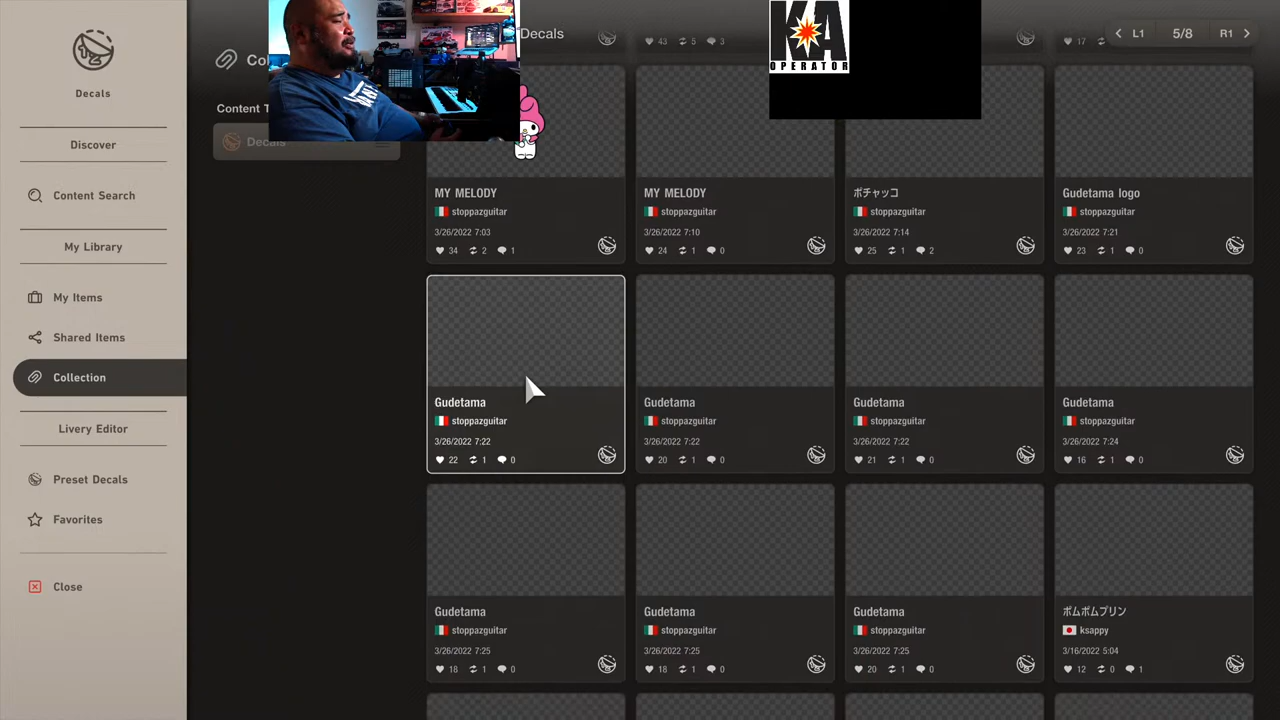 Decals
Discover
Content Search
My Library
My Items
Shared Items
Collection
Livery Editor
Preset Decals
Favorites
Close
Co
Content T
Decals
Decals
KA
OPERATOR
L1
5/8
R1
43 5 3
17
MY MELODY
stoppazguitar
3/26/2022 7:03
34 2 1
MY MELODY
stoppazguitar
3/26/2022 7:10
24 1 0
ポチャッコ
stoppazguitar
3/26/2022 7:14
25 1 2
Gudetama logo
stoppazguitar
3/26/2022 7:21
23 1 0
Gudetama
stoppazguitar
3/26/2022 7:22
22 1 0
Gudetama
stoppazguitar
3/26/2022 7:22
20 1 0
Gudetama
stoppazguitar
3/26/2022 7:22
21 1 0
Gudetama
stoppazguitar
3/26/2022 7:24
16 1 0
Gudetama
stoppazguitar
3/26/2022 7:25
18 1 0
Gudetama
stoppazguitar
3/26/2022 7:25
18 1 0
Gudetama
stoppazguitar
3/26/2022 7:25
20 1 0
ポムポムプリン
ksappy
3/16/2022 5:04
12 0 1